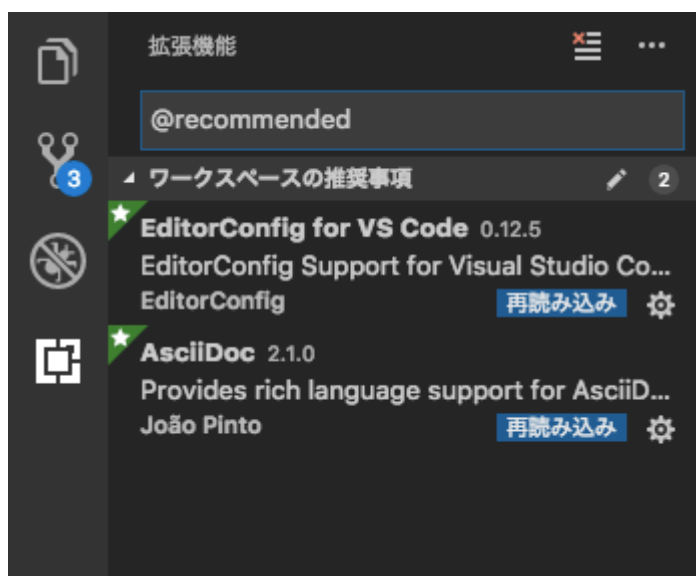 拡張機能
@recommended
3
ワークスペースの推奨事項 2
EditorConfig for VS Code 0.12.5
EditorConfig Support for Visual Studio Co...
EditorConfig 再読み込み
AsciiDoc 2.1.0
Provides rich language support for AsciiD...
João Pinto 再読み込み